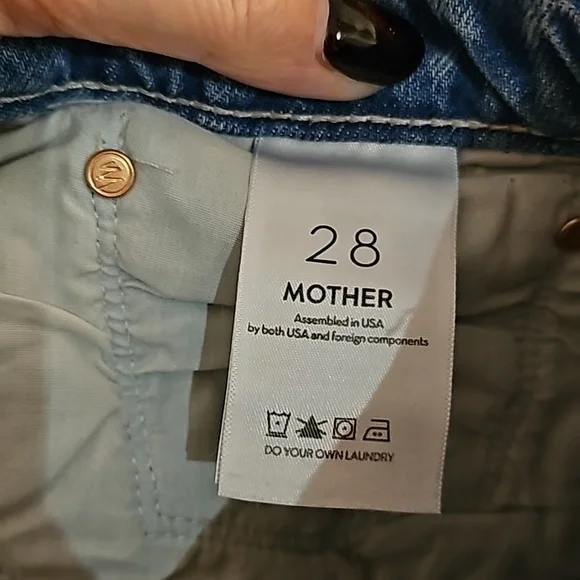 28
MOTHER
Assembled in USA
by both USA and foreign components
DO YOUR OWN LAUNDRY